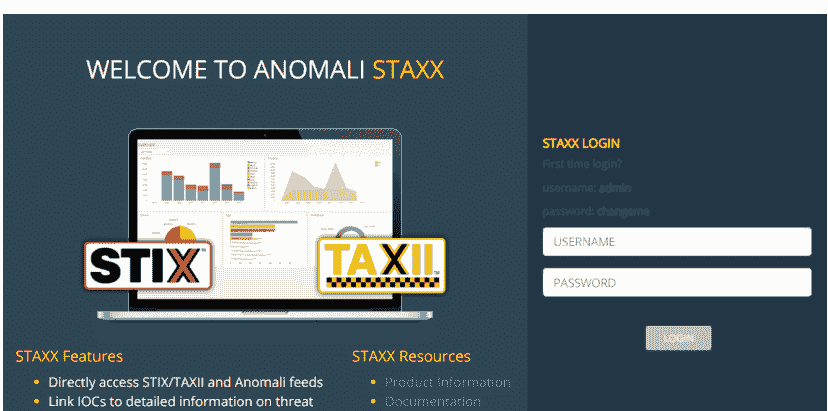 WELCOME TO ANOMALI STAXX
STIX
TAXII
STAXX Features
Directly access STIX/TAXII and Anomali feeds
Link IOCs to detailed information on threat
STAXX Resources
Product Information
Documentation
STAXX LOGIN
First time login?
username: admin
password: changeme
USERNAME
PASSWORD
LOGIN